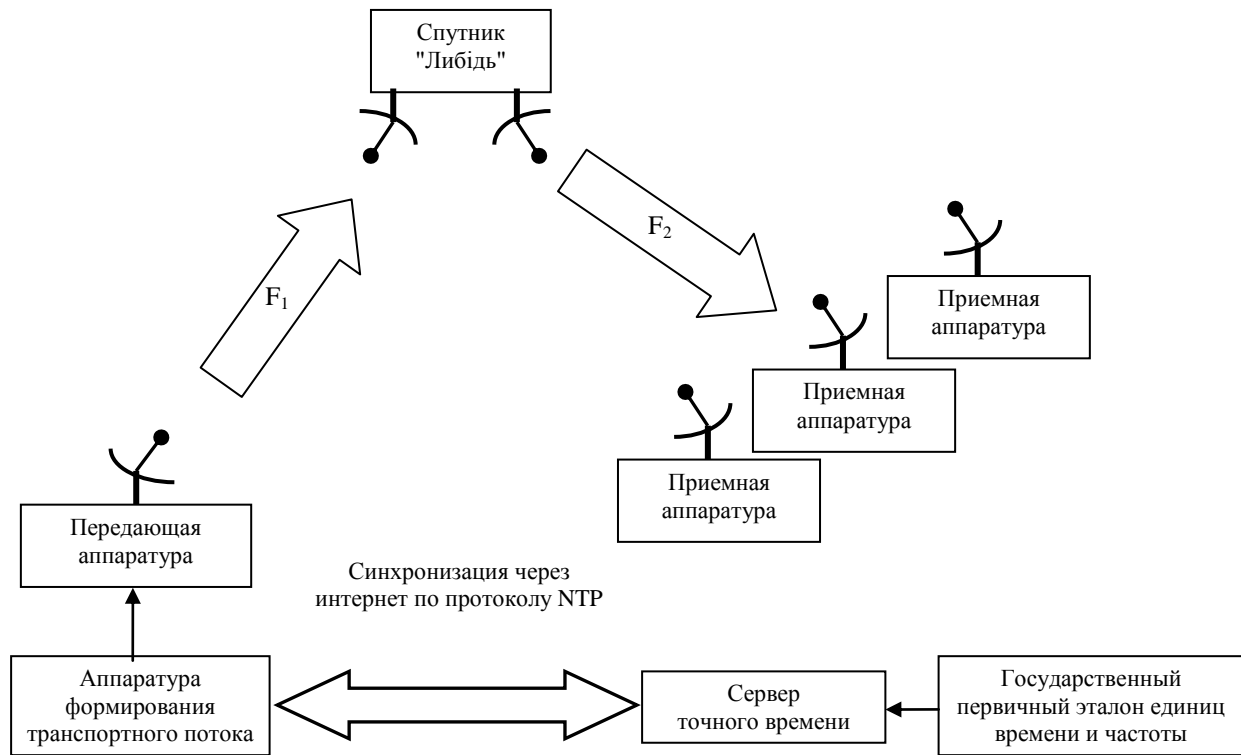 Спутник
"Либідь"
F₁
F₂
Приемная
аппаратура
Приемная
аппаратура
Приемная
аппаратура
Передающая
аппаратура
Синхронизация через
интернет по протоколу NTP
Аппаратура
формирования
транспортного потока
Сервер
точного времени
Государственный
первичный эталон единиц
времени и частоты